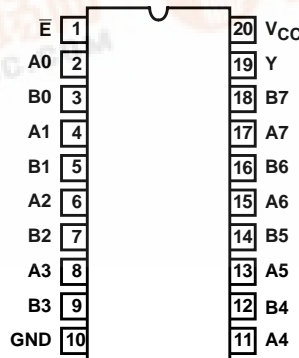 E̅ 1 20 VCC
A0 2 19 Y
B0 3 18 B7
A1 4 17 A7
B1 5 16 B6
A2 6 15 A6
B2 7 14 B5
A3 8 13 A5
B3 9 12 B4
GND 10 11 A4